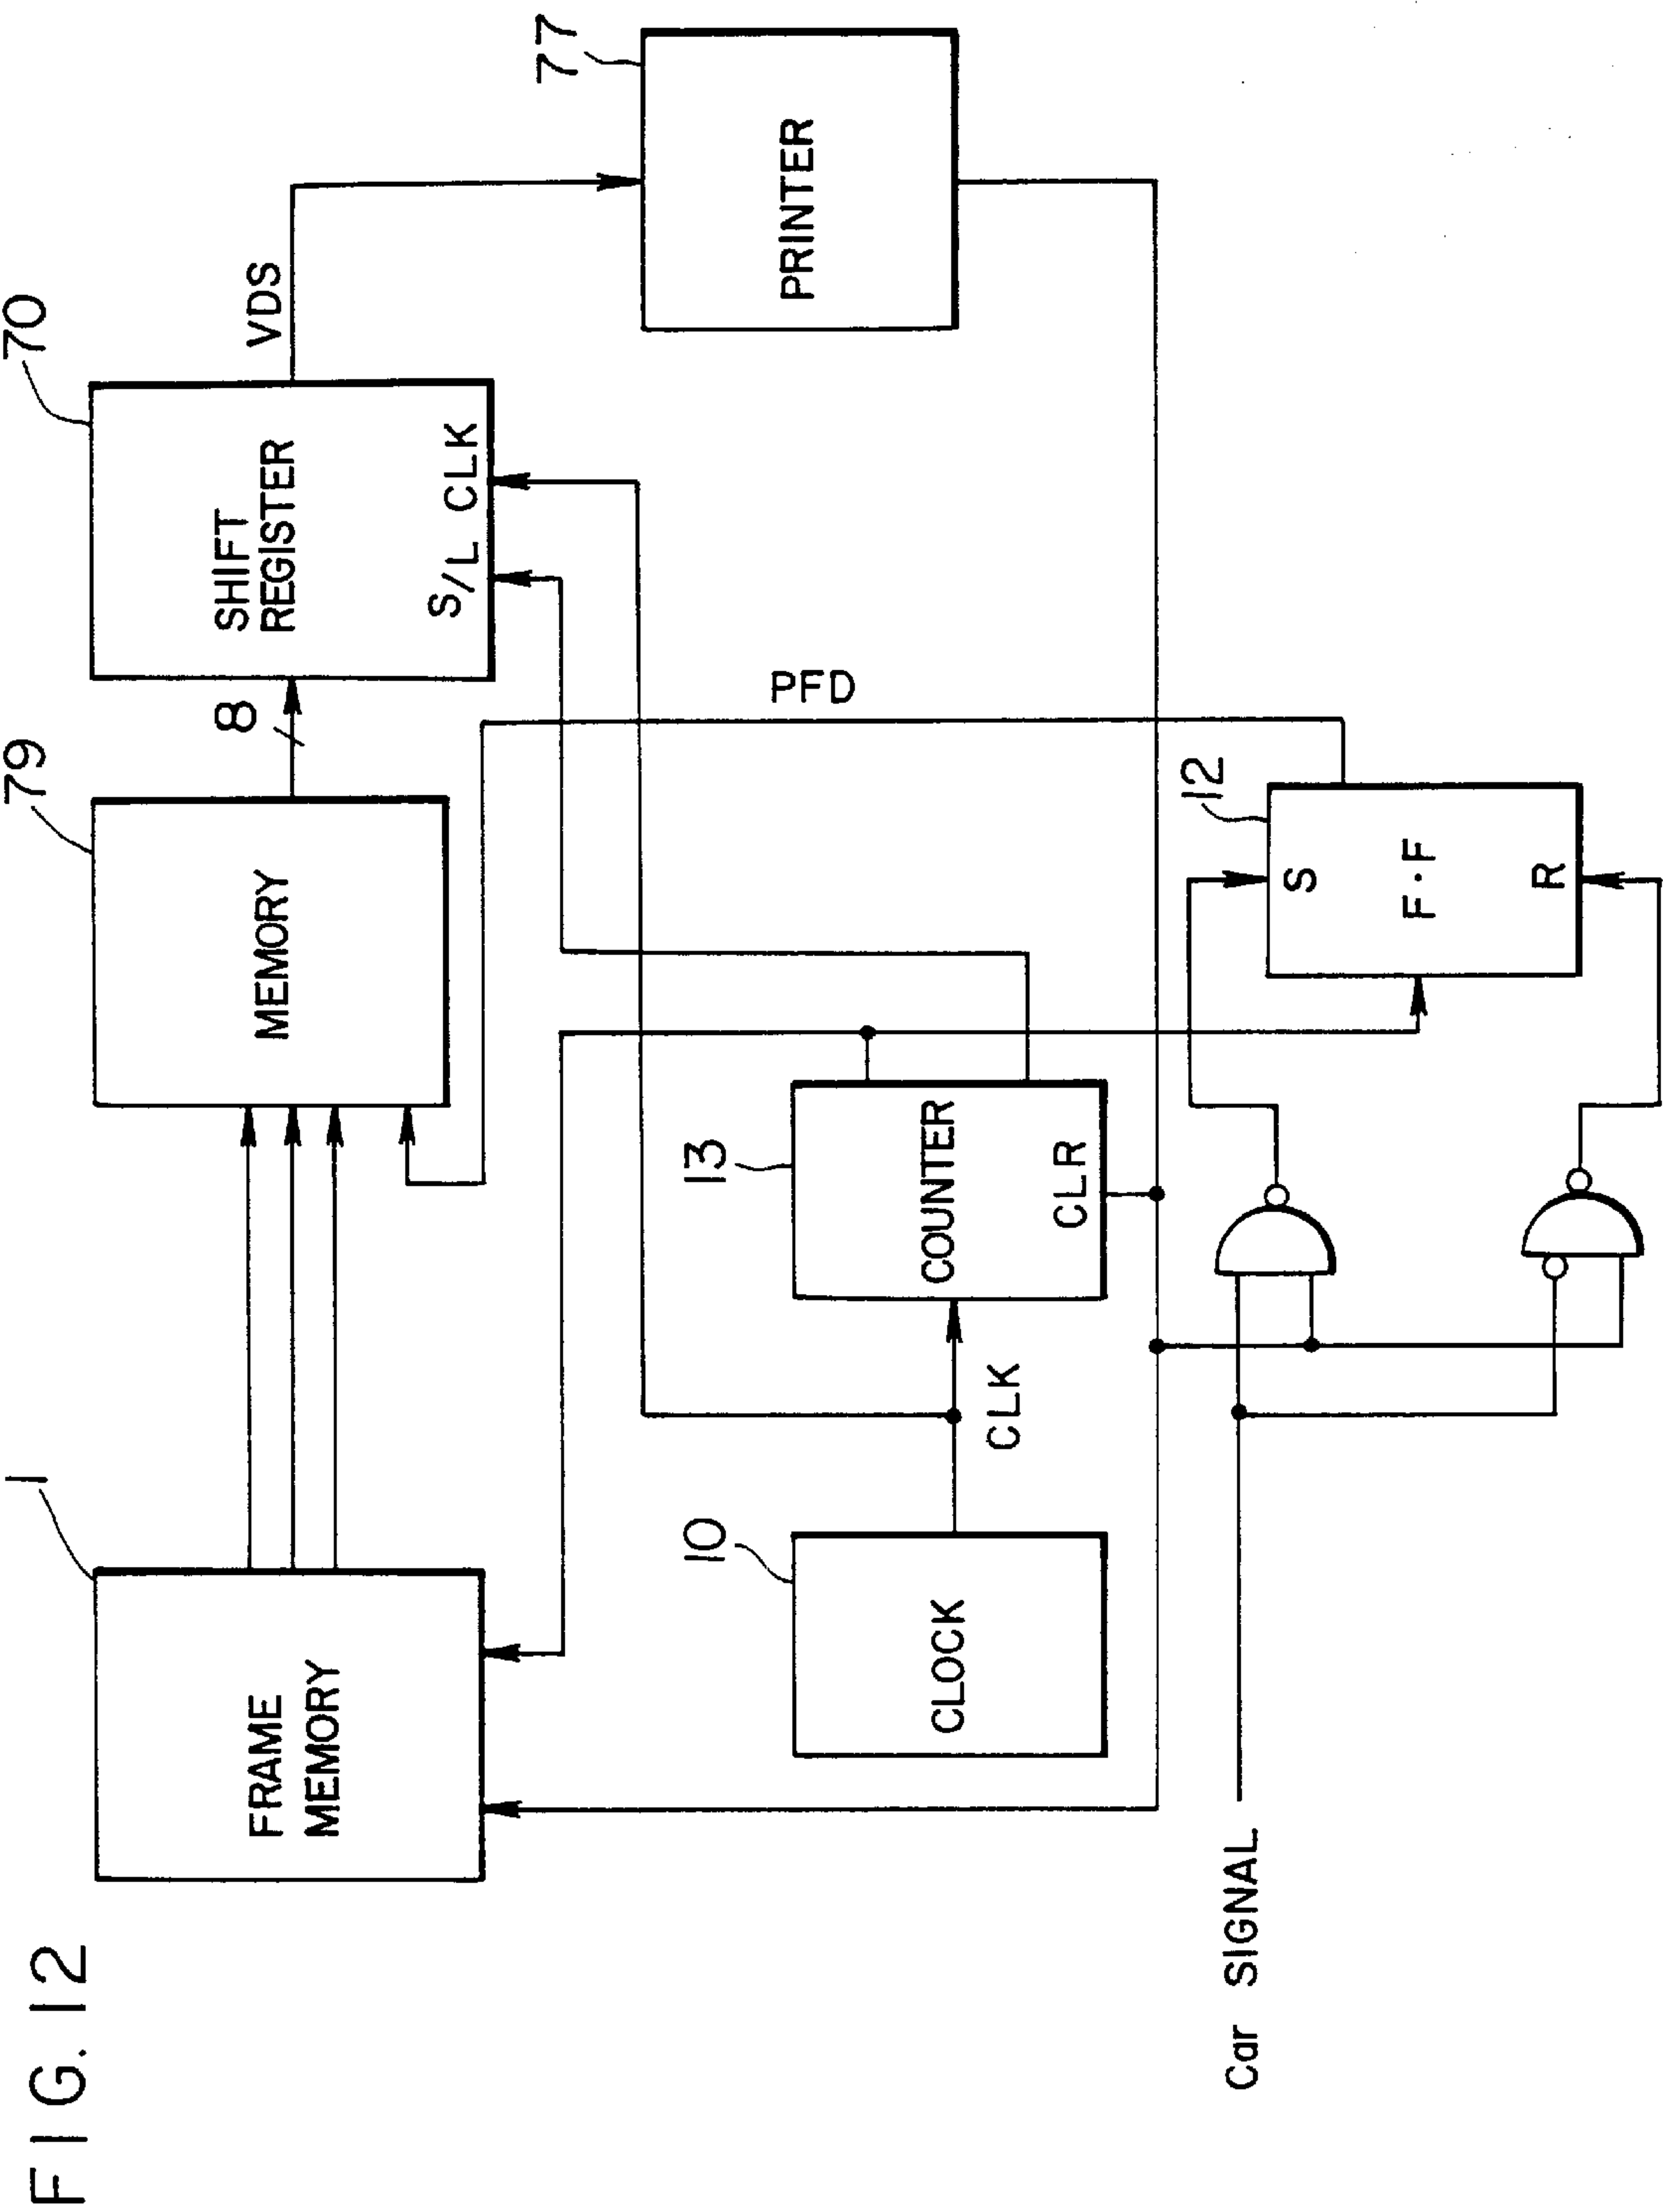 FIG. 12
1
FRAME
MEMORY
79
MEMORY
8
70
SHIFT
REGISTER
S/L CLK
VDS
77
PRINTER
10
CLOCK
CLK
13
COUNTER
CLR
PFD
12
S
F·F
R
Car SIGNAL